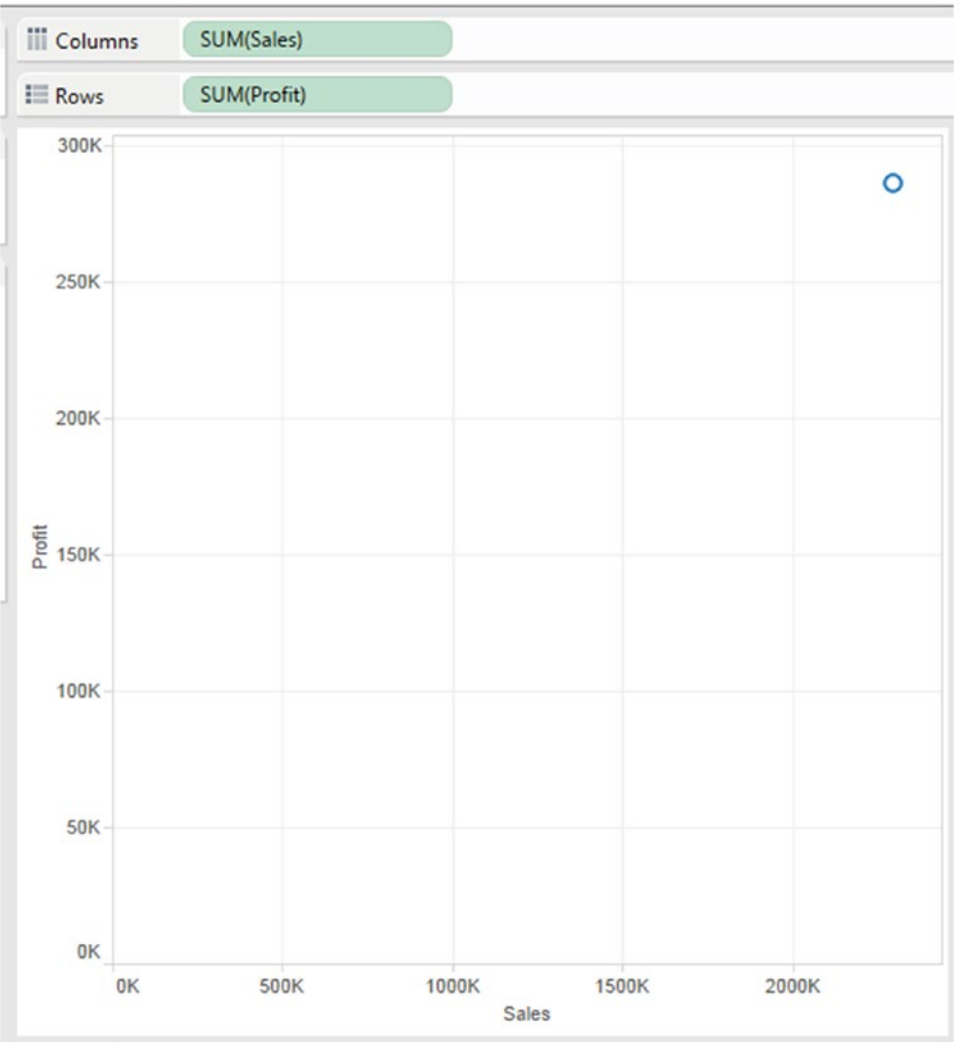 Columns SUM(Sales)
Rows SUM(Profit)
300K
250K
200K
150K
100K
50K
0K
Profit
0K 500K 1000K 1500K 2000K
Sales